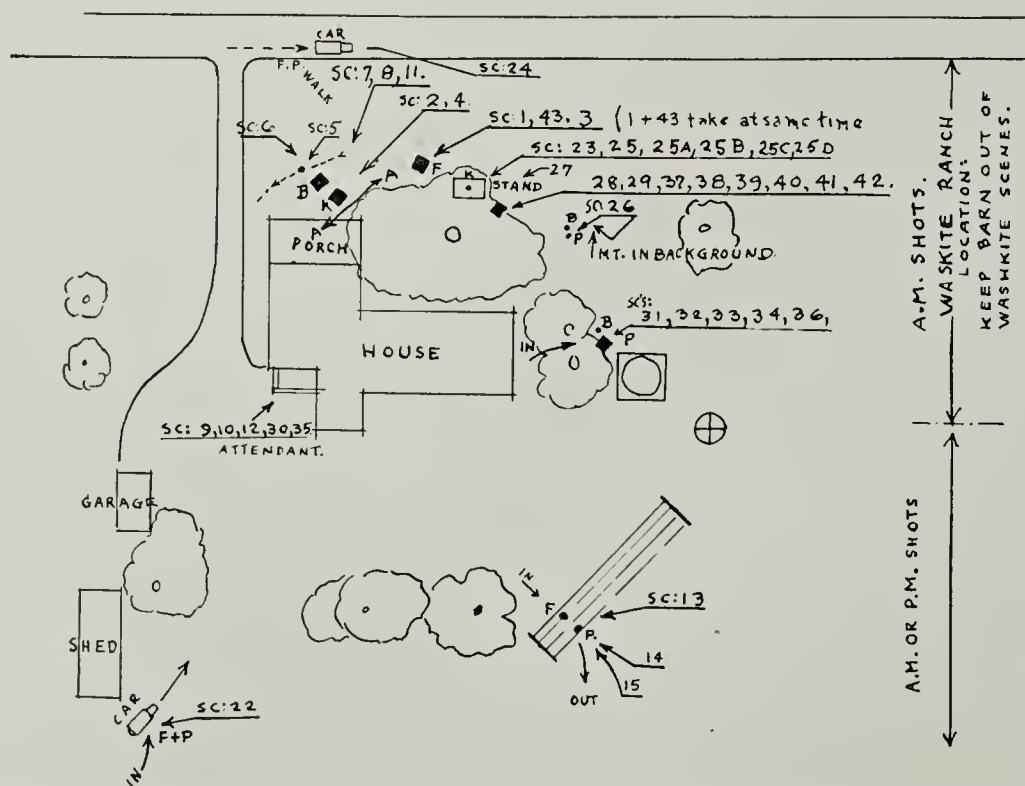 CAR
F.P. WALK
SC:24
SC:7, 8, 11.
SC: 2, 4.
SC:6.
SC:5
SC:1, 43. 3 (1 + 43 take at same time
SC: 23, 25, 25A, 25B, 25C, 25D
27
K
STAND
28, 29, 37, 38, 39, 40, 41, 42.
F
A
B
K
A
PORCH
SC:26
B
P
MT. IN BACKGROUND.
SC'S:
31, 32, 33, 34, 36,
B
P
IN
HOUSE
SC: 9, 10, 12, 30, 35
ATTENDANT.
GARAGE
SHED
CAR
SC:22
F+P
IN
IN
F
SC:13
P.
14
15
OUT
A.M. SHOTS.
WASKITE RANCH
LOCATION:
KEEP BARN OUT OF
WASHKITE SCENES.
A.M. OR P.M. SHOTS